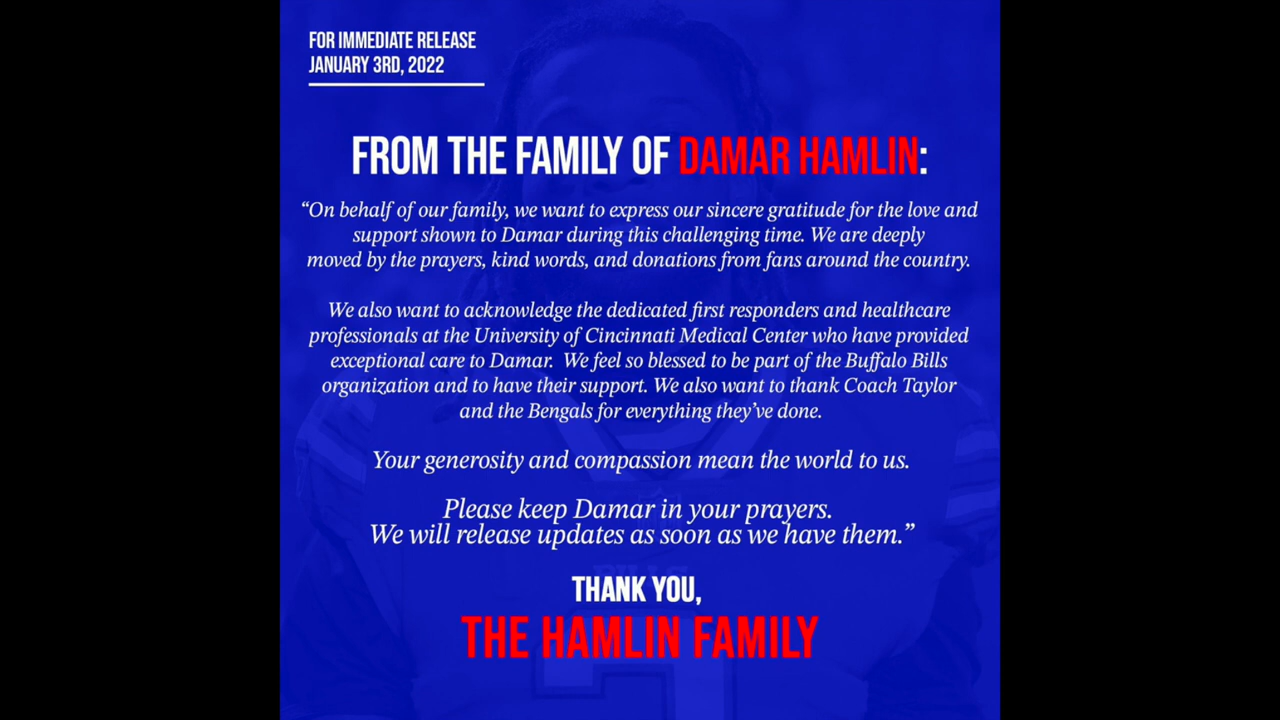 FOR IMMEDIATE RELEASE
JANUARY 3RD, 2022
FROM THE FAMILY OF DAMAR HAMLIN:
“On behalf of our family, we want to express our sincere gratitude for the love and
support shown to Damar during this challenging time. We are deeply
moved by the prayers, kind words, and donations from fans around the country.
We also want to acknowledge the dedicated first responders and healthcare
professionals at the University of Cincinnati Medical Center who have provided
exceptional care to Damar. We feel so blessed to be part of the Buffalo Bills
organization and to have their support. We also want to thank Coach Taylor
and the Bengals for everything they’ve done.
Your generosity and compassion mean the world to us.
Please keep Damar in your prayers.
We will release updates as soon as we have them.”
BILLS
THANK YOU,
THE HAMLIN FAMILY